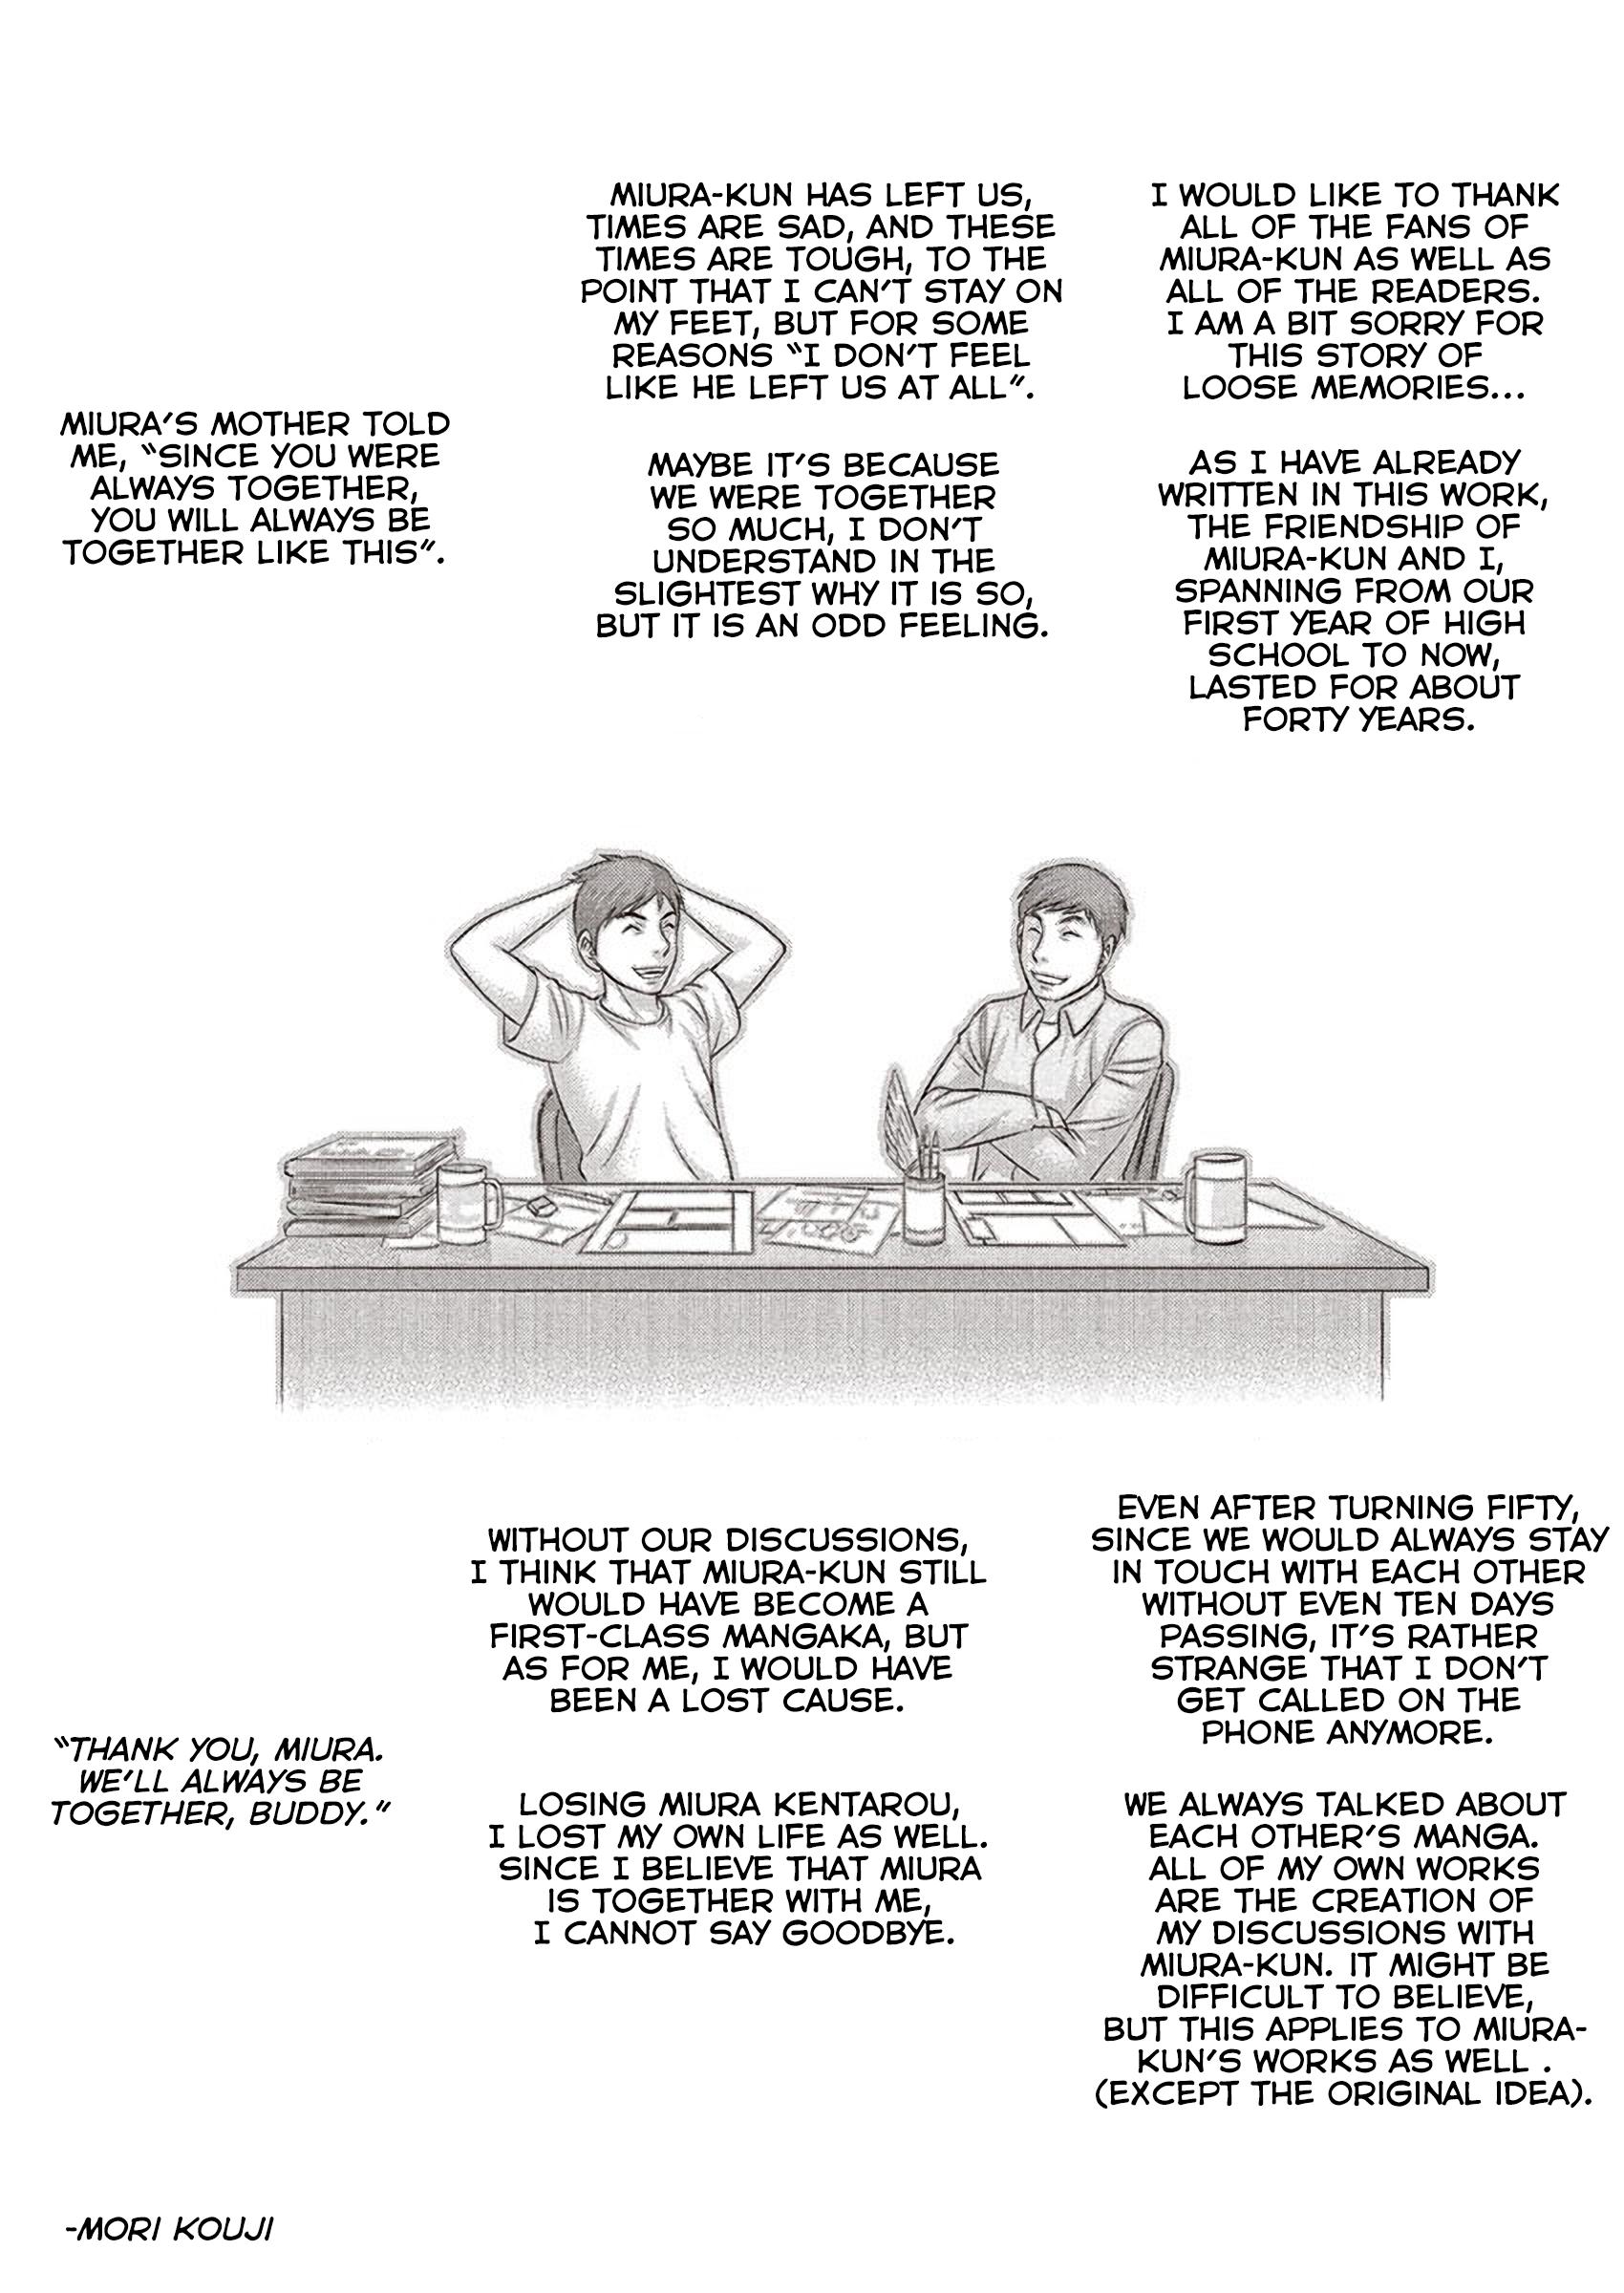 I WOULD LIKE TO THANK
ALL OF THE FANS OF
MIURA-KUN AS WELL AS
ALL OF THE READERS.
I AM A BIT SORRY FOR
THIS STORY OF
LOOSE MEMORIES...
AS I HAVE ALREADY
WRITTEN IN THIS WORK,
THE FRIENDSHIP OF
MIURA-KUN AND I,
SPANNING FROM OUR
FIRST YEAR OF HIGH
SCHOOL TO NOW,
LASTED FOR ABOUT
FORTY YEARS.
MIURA-KUN HAS LEFT US,
TIMES ARE SAD, AND THESE
TIMES ARE TOUGH, TO THE
POINT THAT I CAN'T STAY ON
MY FEET, BUT FOR SOME
REASONS "I DON'T FEEL
LIKE HE LEFT US AT ALL".
MAYBE IT'S BECAUSE
WE WERE TOGETHER
SO MUCH, I DON'T
UNDERSTAND IN THE
SLIGHTEST WHY IT IS SO,
BUT IT IS AN ODD FEELING.
MIURA'S MOTHER TOLD
ME, "SINCE YOU WERE
ALWAYS TOGETHER,
YOU WILL ALWAYS BE
TOGETHER LIKE THIS".
EVEN AFTER TURNING FIFTY,
SINCE WE WOULD ALWAYS STAY
IN TOUCH WITH EACH OTHER
WITHOUT EVEN TEN DAYS
PASSING, IT'S RATHER
STRANGE THAT I DON'T
GET CALLED ON THE
PHONE ANYMORE.
WE ALWAYS TALKED ABOUT
EACH OTHER'S MANGA.
ALL OF MY OWN WORKS
ARE THE CREATION OF
MY DISCUSSIONS WITH
MIURA-KUN. IT MIGHT BE
DIFFICULT TO BELIEVE,
BUT THIS APPLIES TO MIURA-
KUN'S WORKS AS WELL .
(EXCEPT THE ORIGINAL IDEA).
WITHOUT OUR DISCUSSIONS,
I THINK THAT MIURA-KUN STILL
WOULD HAVE BECOME A
FIRST-CLASS MANGAKA, BUT
AS FOR ME, I WOULD HAVE
BEEN A LOST CAUSE.
LOSING MIURA KENTAROU,
I LOST MY OWN LIFE AS WELL.
SINCE I BELIEVE THAT MIURA
IS TOGETHER WITH ME,
I CANNOT SAY GOODBYE.
"THANK YOU, MIURA.
WE'LL ALWAYS BE
TOGETHER, BUDDY."
-MORI KOUJI